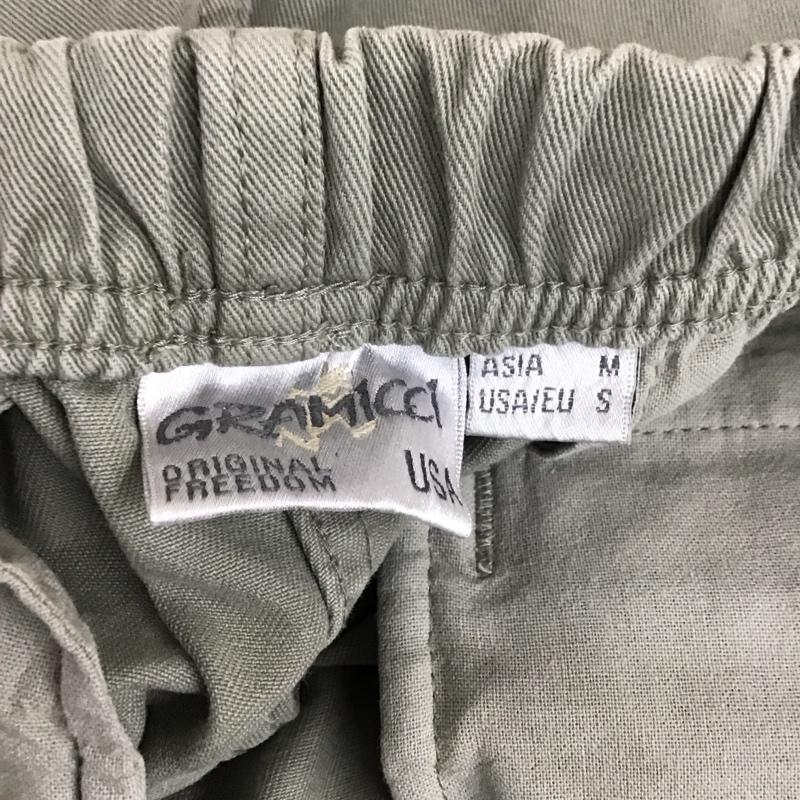 GRAMICCI
ORIGINAL
FREEDOM
USA
ASIA M
USA/EU S